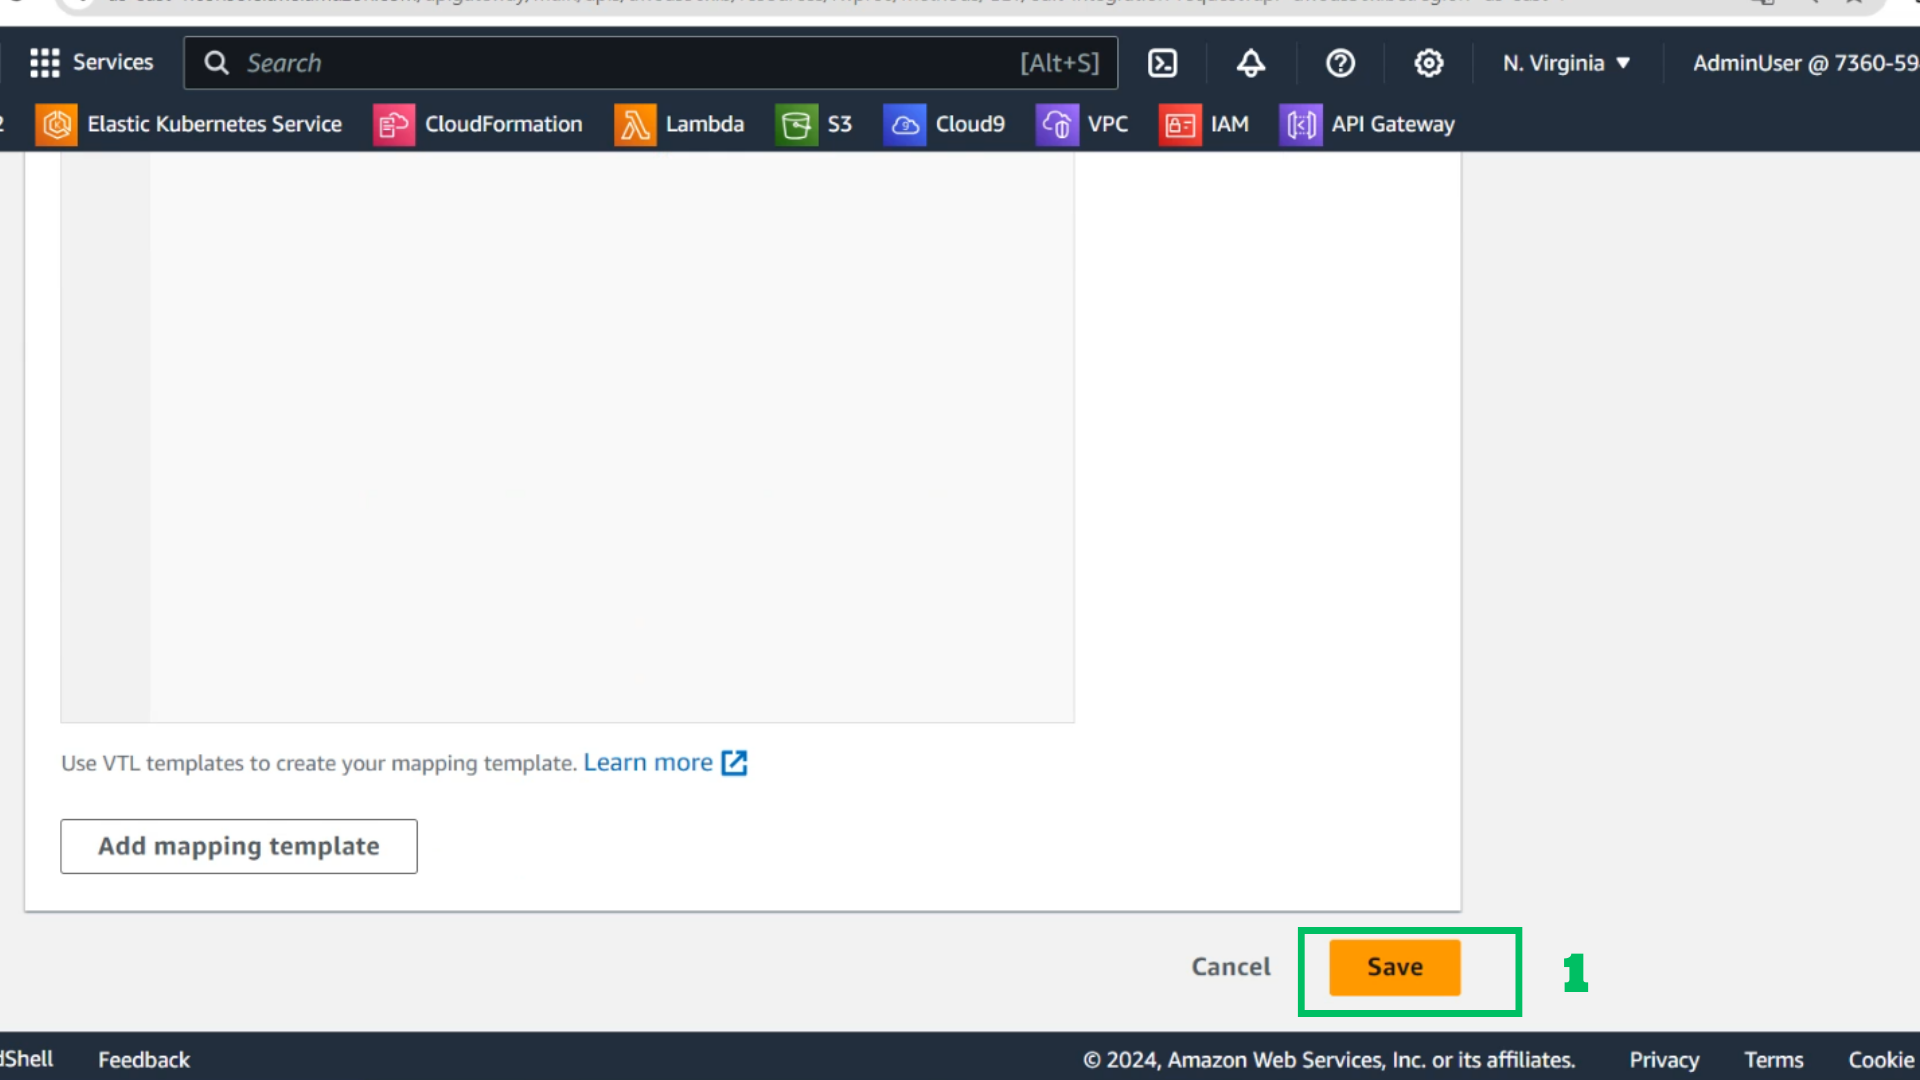 Services
Search [Alt+S]
N. Virginia ▼
AdminUser @ 7360-59
Elastic Kubernetes Service
CloudFormation
Lambda
S3
Cloud9
VPC
IAM
API Gateway
Use VTL templates to create your mapping template. Learn more
Add mapping template
Cancel
Save
1
dShell
Feedback
© 2024, Amazon Web Services, Inc. or its affiliates.
Privacy
Terms
Cookie